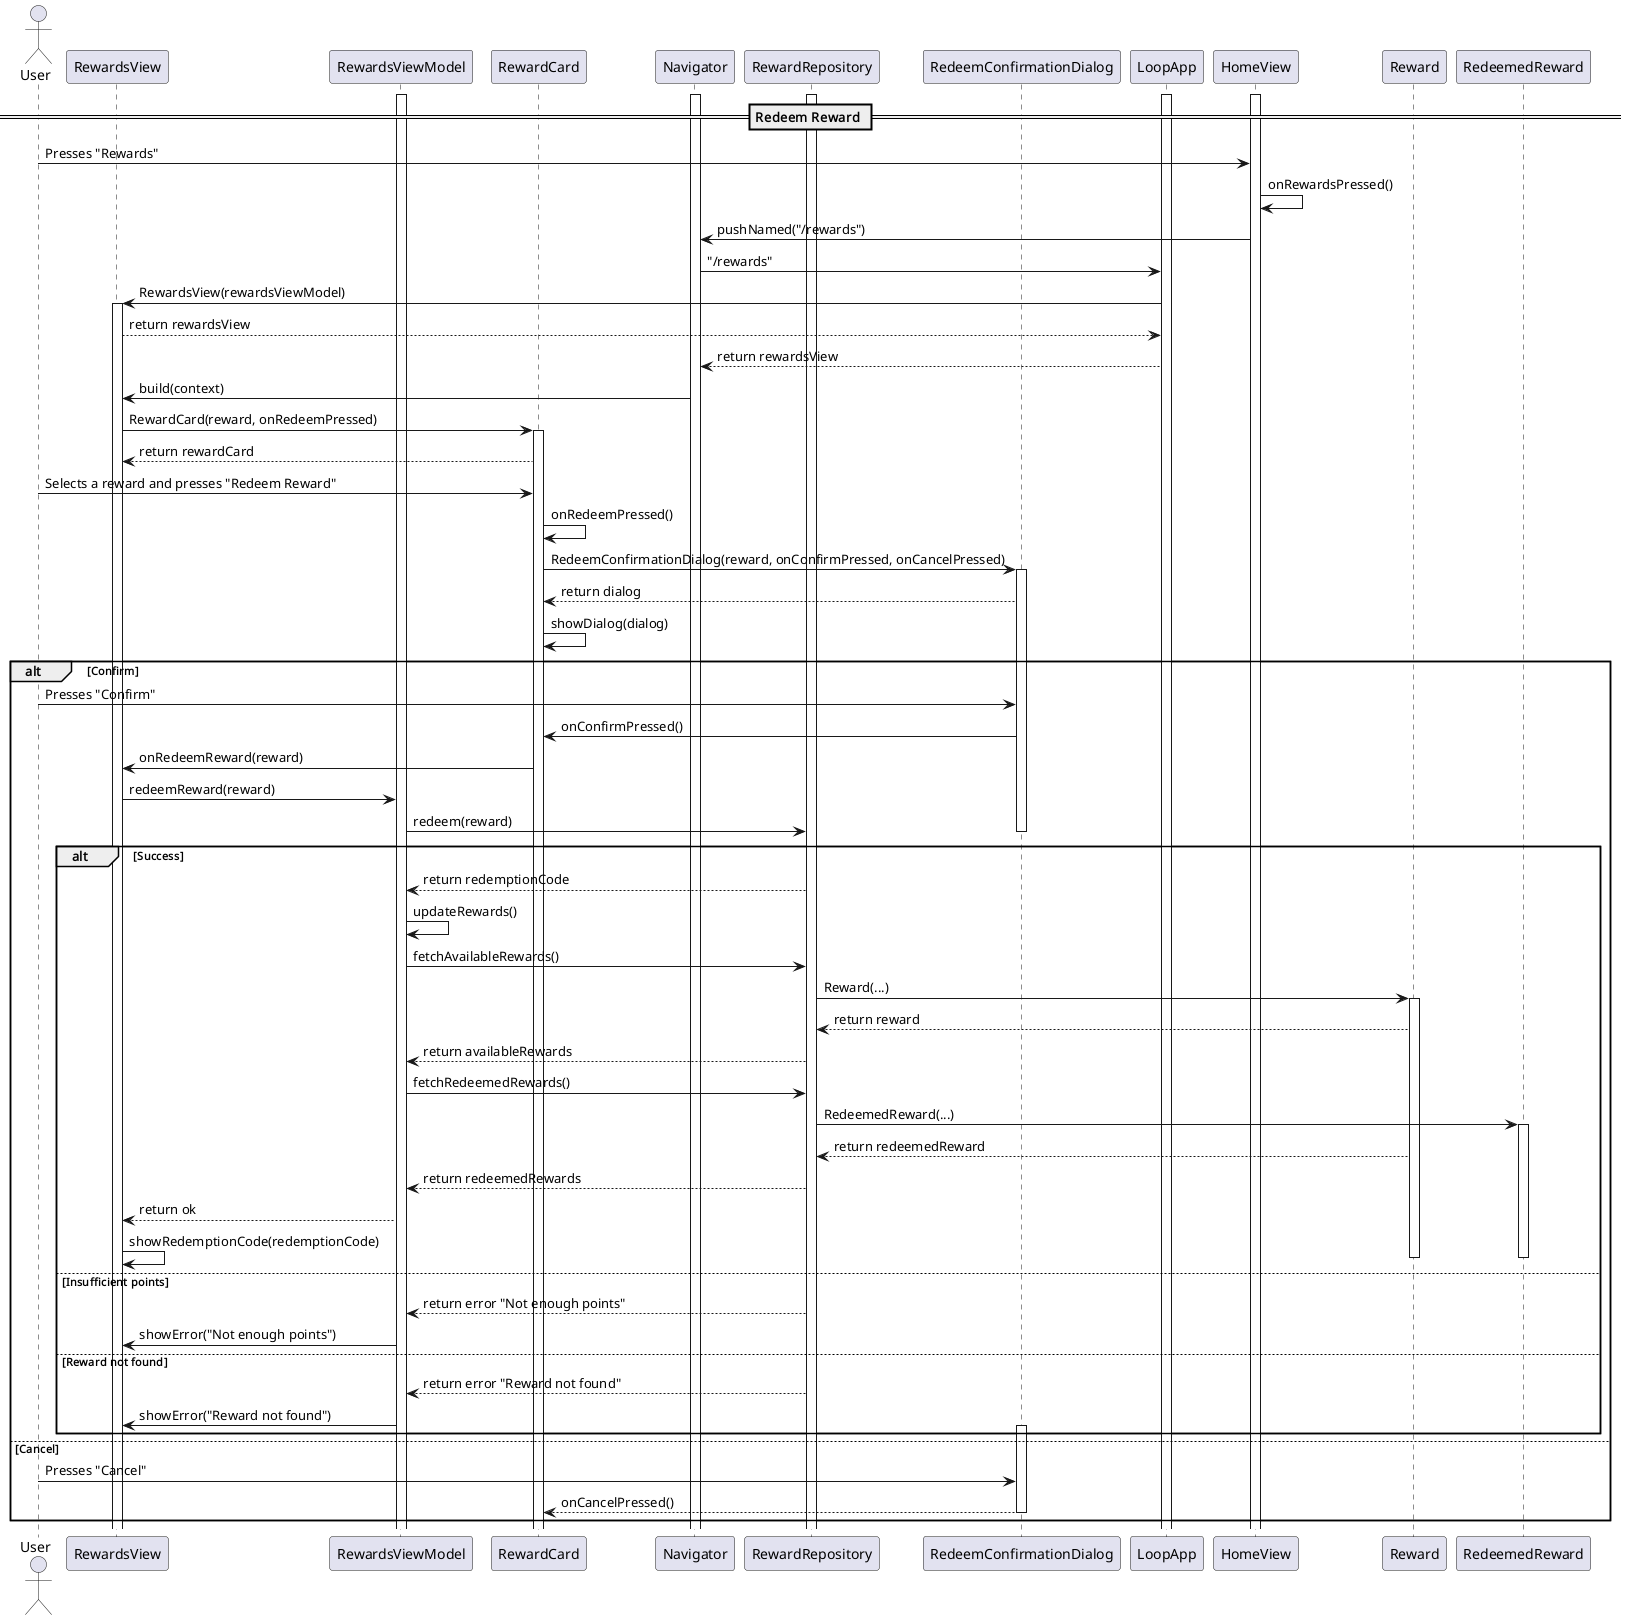 User
RewardsView
RewardsViewModel
RewardCard
Navigator
RewardRepository
RedeemConfirmationDialog
LoopApp
HomeView
Reward
RedeemedReward
Redeem Reward
Presses "Rewards"
onRewardsPressed()
pushNamed("/rewards")
"/rewards"
RewardsView(rewardsViewModel)
return rewardsView
return rewardsView
build(context)
RewardCard(reward, onRedeemPressed)
return rewardCard
Selects a reward and presses "Redeem Reward"
onRedeemPressed()
RedeemConfirmationDialog(reward, onConfirmPressed, onCancelPressed)
return dialog
showDialog(dialog)
alt [Confirm]
Presses "Confirm"
onConfirmPressed()
onRedeemReward(reward)
redeemReward(reward)
redeem(reward)
alt [Success]
return redemptionCode
updateRewards()
fetchAvailableRewards()
Reward(...)
return reward
return availableRewards
fetchRedeemedRewards()
RedeemedReward(...)
return redeemedReward
return redeemedRewards
return ok
showRedemptionCode(redemptionCode)
[Insufficient points]
return error "Not enough points"
showError("Not enough points")
[Reward not found]
return error "Reward not found"
showError("Reward not found")
[Cancel]
Presses "Cancel"
onCancelPressed()
User
RewardsView
RewardsViewModel
RewardCard
Navigator
RewardRepository
RedeemConfirmationDialog
LoopApp
HomeView
Reward
RedeemedReward